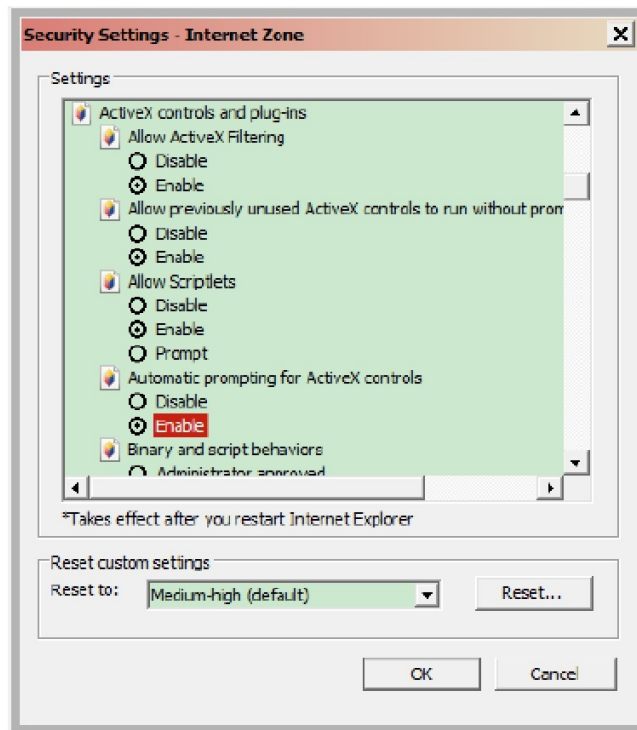 Security Settings - Internet Zone
Settings
ActiveX controls and plug-ins
Allow ActiveX Filtering
Disable
Enable
Allow previously unused ActiveX controls to run without prom
Disable
Enable
Allow Scriptlets
Disable
Enable
Prompt
Automatic prompting for ActiveX controls
Disable
Enable
Binary and script behaviors
Administrator approved
*Takes effect after you restart Internet Explorer
Reset custom settings
Reset to: Medium-high (default) Reset...
OK Cancel